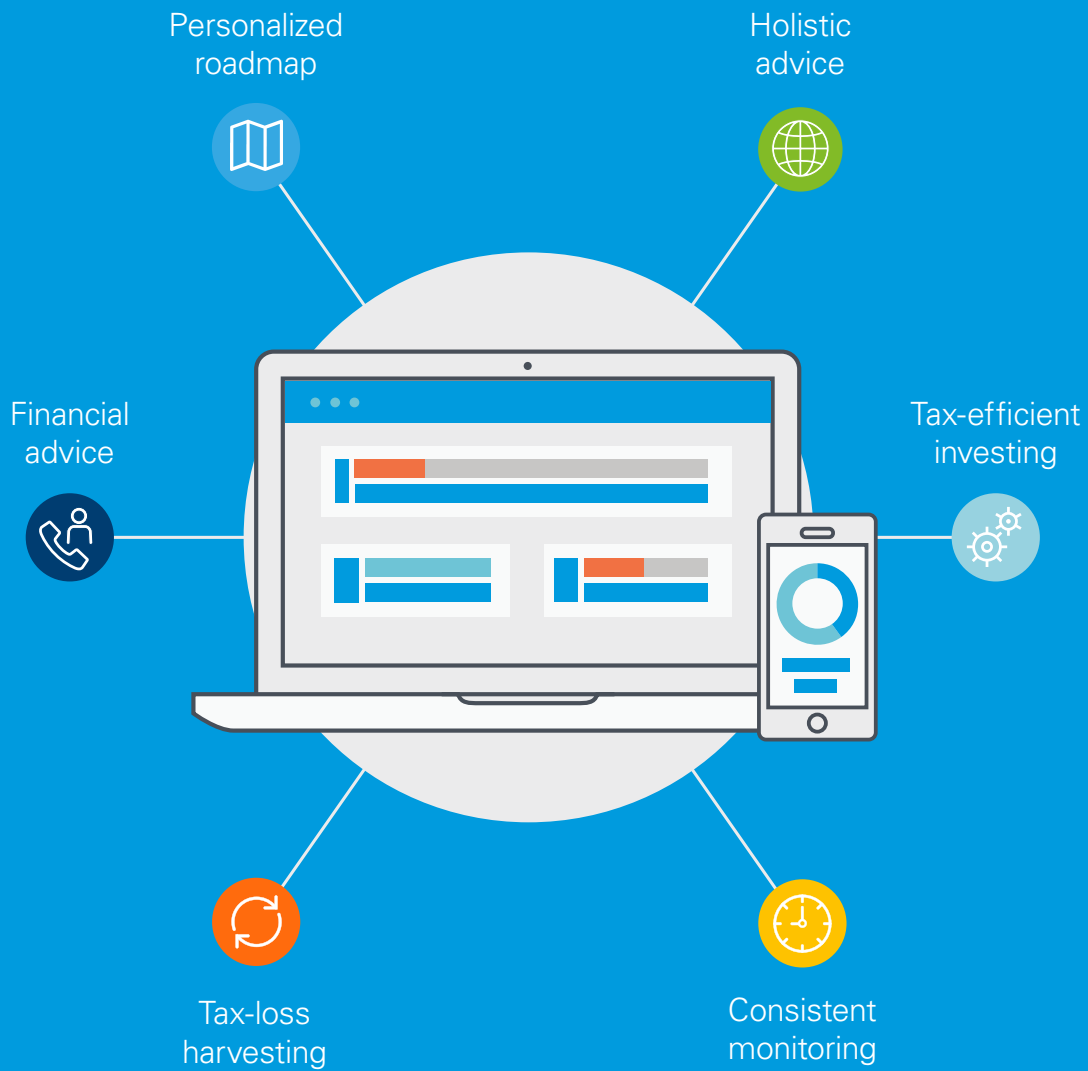 Personalized
roadmap
Holistic
advice
Financial
advice
Tax-efficient
investing
Tax-loss
harvesting
Consistent
monitoring